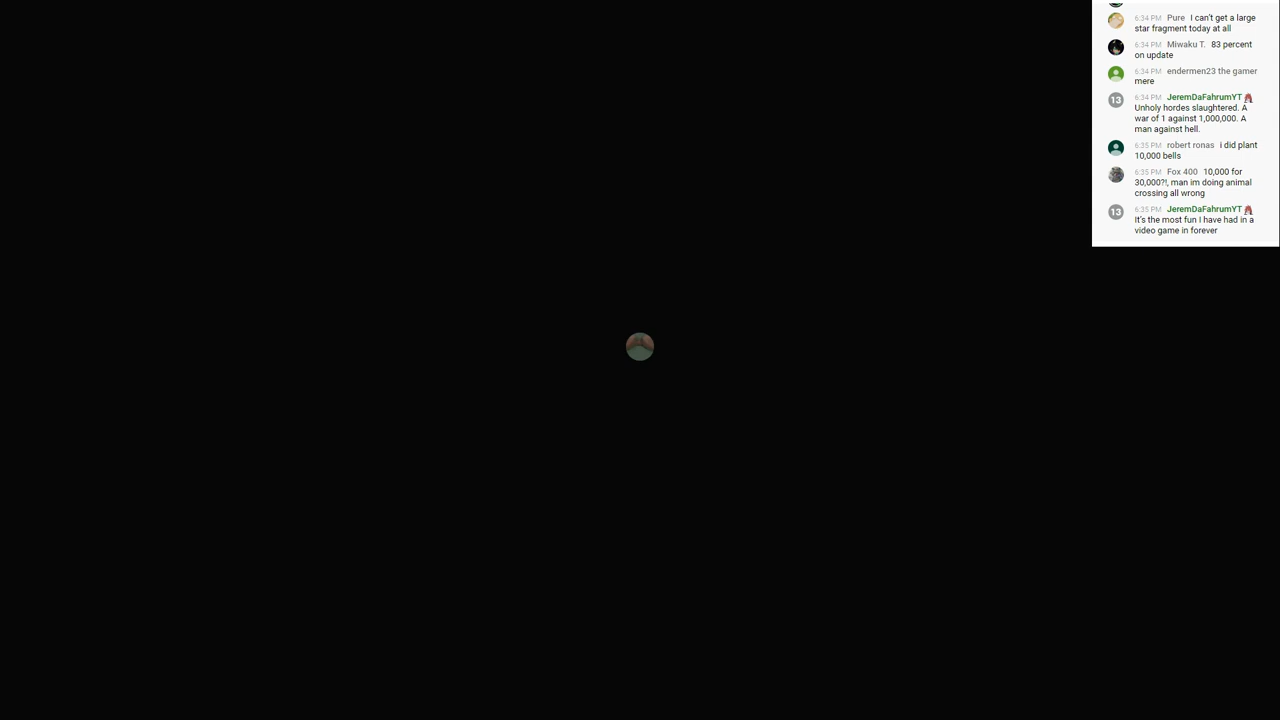 6:34 PM Pure I can't get a large
star fragment today at all
6:34 PM Miwaku T. 83 percent
on update
6:34 PM endermen23 the gamer
mere
13 6:34 PM JeremDaFahrumYT
Unholy hordes slaughtered. A
war of 1 against 1,000,000. A
man against hell.
6:35 PM robert ronas i did plant
10,000 bells
6:35 PM Fox 400 10,000 for
30,000?!, man im doing animal
crossing all wrong
13 6:35 PM JeremDaFahrumYT
It's the most fun I have had in a
video game in forever